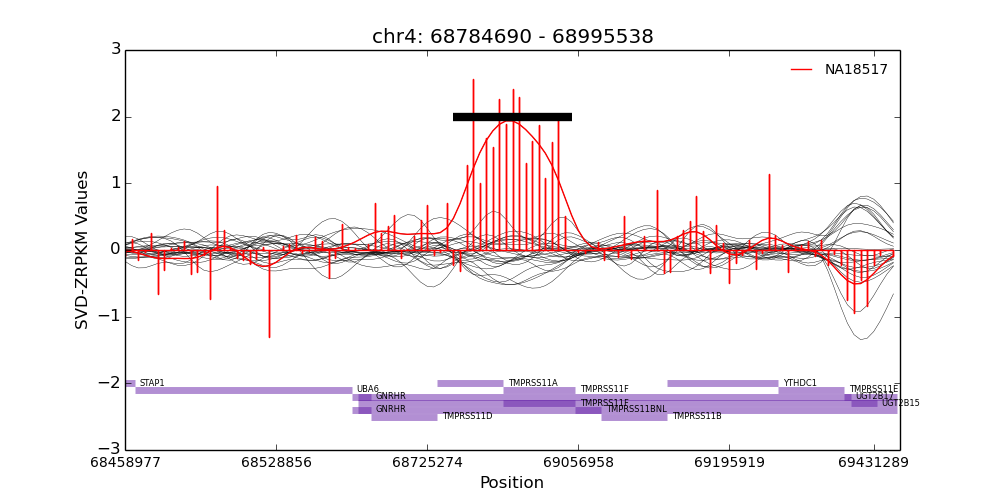 chr4: 68784690 - 68995538
NA18517
SVD-ZRPKM Values
3
2
1
0
−1
−2
−3
STAP1
TMPRSS11A
YTHDC1
UBA6
TMPRSS11F
TMPRSS11E
GNRHR
UGT2B17
TMPRSS11F
UGT2B15
GNRHR
TMPRSS11BNL
TMPRSS11D
TMPRSS11B
68458977
68528856
68725274
69056958
69195919
69431289
Position